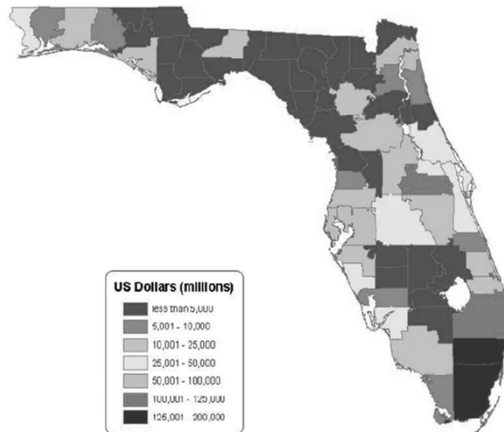 US Dollars (millions)
less than 5,000
5,001 - 10,000
10,001 - 25,000
25,001 - 50,000
50,001 - 100,000
100,001 - 125,000
125,001 - 200,000